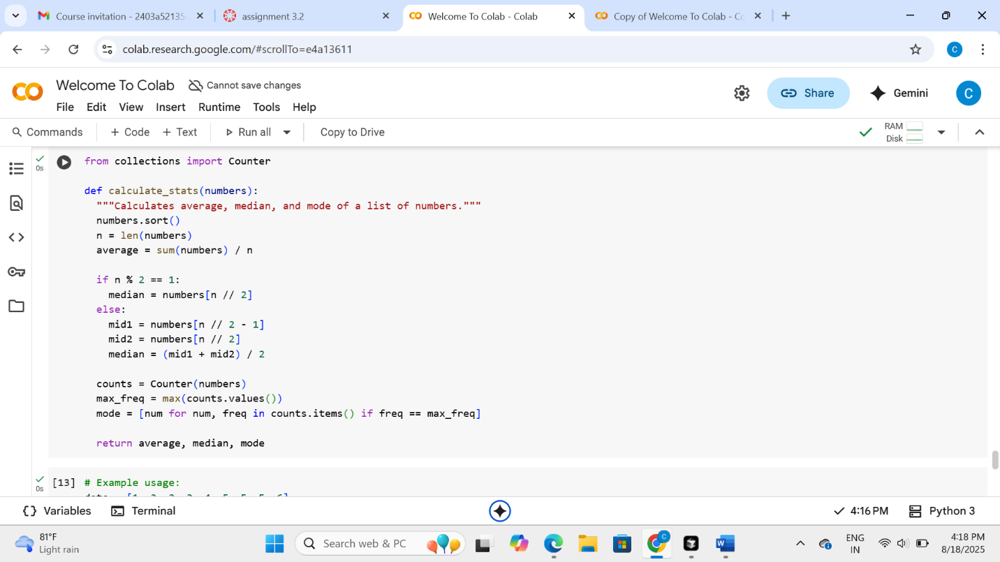 Course invitation - 2403a52135
assignment 3.2
Welcome To Colab - Colab
Copy of Welcome To Colab - Co
colab.research.google.com/#scrollTo=e4a13611
C
Welcome To Colab
Cannot save changes
Share
Gemini
C
File Edit View Insert Runtime Tools Help
Commands + Code + Text Run all Copy to Drive
RAM
Disk
0s
from collections import Counter
def calculate_stats(numbers):
"""Calculates average, median, and mode of a list of numbers."""
numbers.sort()
n = len(numbers)
average = sum(numbers) / n
if n % 2 == 1:
median = numbers[n // 2]
else:
mid1 = numbers[n // 2 - 1]
mid2 = numbers[n // 2]
median = (mid1 + mid2) / 2
counts = Counter(numbers)
max_freq = max(counts.values())
mode = [num for num, freq in counts.items() if freq == max_freq]
return average, median, mode
0s
[13] # Example usage:
Variables Terminal
4:16 PM Python 3
81°F
Light rain
Search web & PC
ENG
IN
4:18 PM
8/18/2025